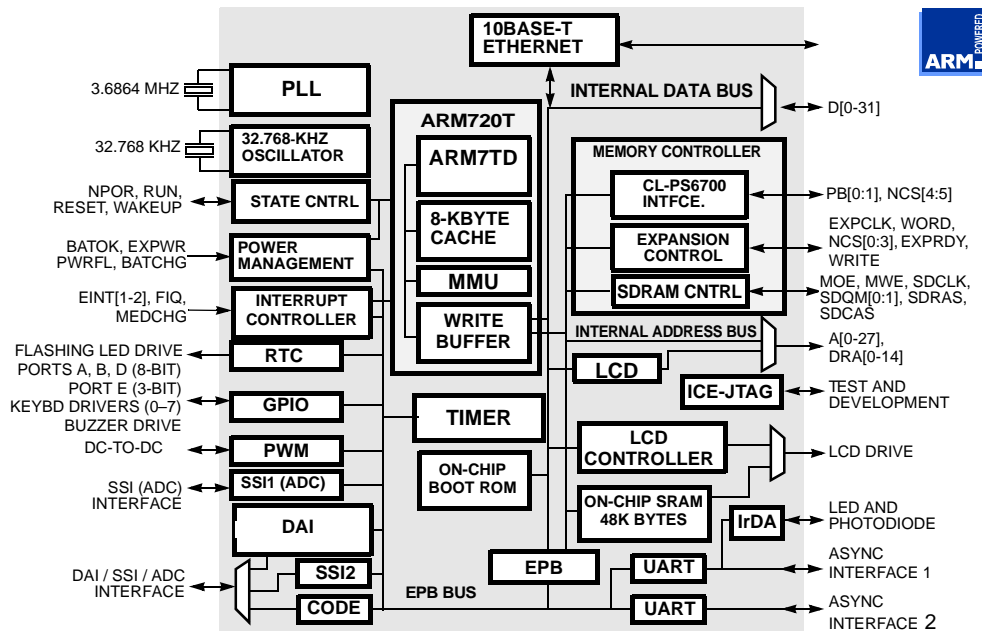 10BASE-T
ETHERNET
ARM
POWERED
3.6864 MHZ
PLL
INTERNAL DATA BUS
D[0-31]
ARM720T
32.768 KHZ
32.768-KHZ
OSCILLATOR
ARM7TD
MEMORY CONTROLLER
NPOR, RUN,
RESET, WAKEUP
STATE CNTRL
CL-PS6700
INTFCE.
PB[0:1], NCS[4:5]
8-KBYTE
CACHE
BATOK, EXPWR
PWRFL, BATCHG
POWER
MANAGEMENT
EXPANSION
CONTROL
EXPCLK, WORD,
NCS[0:3], EXPRDY,
WRITE
MMU
EINT[1-2], FIQ,
MEDCHG
INTERRUPT
CONTROLLER
SDRAM CNTRL
MOE, MWE, SDCLK,
SDQM[0:1], SDRAS,
SDCAS
WRITE
BUFFER
INTERNAL ADDRESS BUS
A[0-27],
DRA[0-14]
FLASHING LED DRIVE
RTC
LCD
PORTS A, B, D (8-BIT)
PORT E (3-BIT)
KEYBD DRIVERS (0–7)
BUZZER DRIVE
GPIO
ICE-JTAG
TEST AND
DEVELOPMENT
TIMER
DC-TO-DC
PWM
LCD
CONTROLLER
LCD DRIVE
SSI (ADC)
INTERFACE
SSI1 (ADC)
ON-CHIP
BOOT ROM
ON-CHIP SRAM
48K BYTES
DAI
IrDA
LED AND
PHOTODIODE
DAI / SSI / ADC
INTERFACE
SSI2
EPB
UART
ASYNC
INTERFACE 1
EPB BUS
CODE
UART
ASYNC
INTERFACE 2